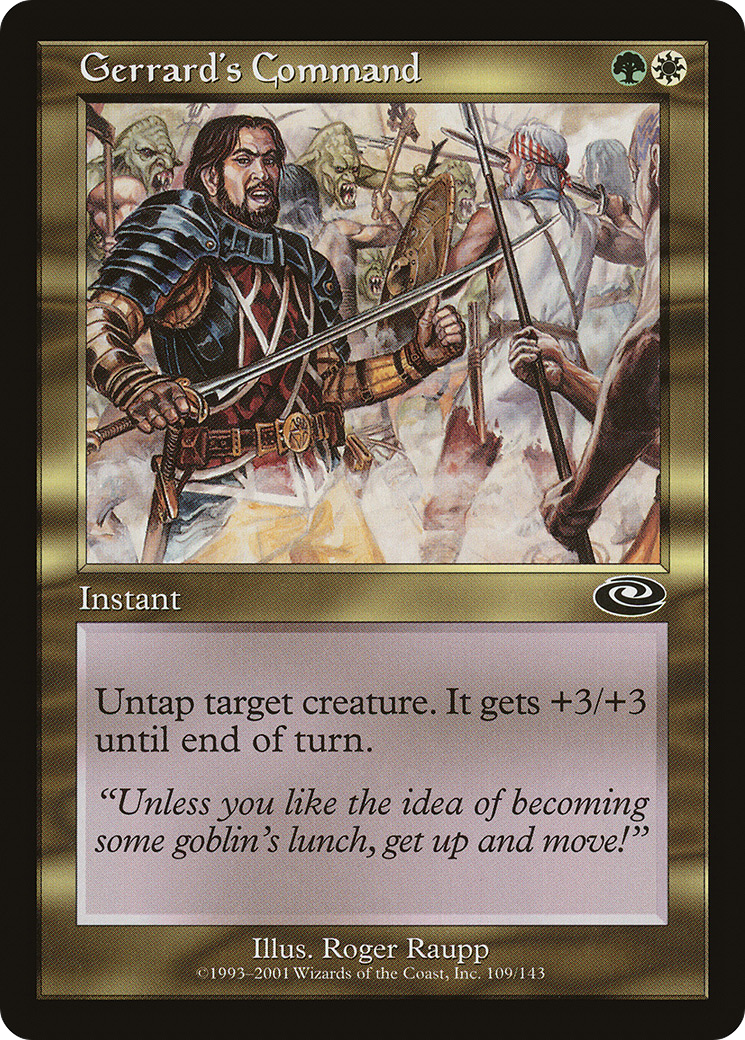 Gerrard's Command
Instant
Untap target creature. It gets +3/+3
until end of turn.
“Unless you like the idea of becoming
some goblin’s lunch, get up and move!”
Illus. Roger Raupp
©1993–2001 Wizards of the Coast, Inc. 109/143